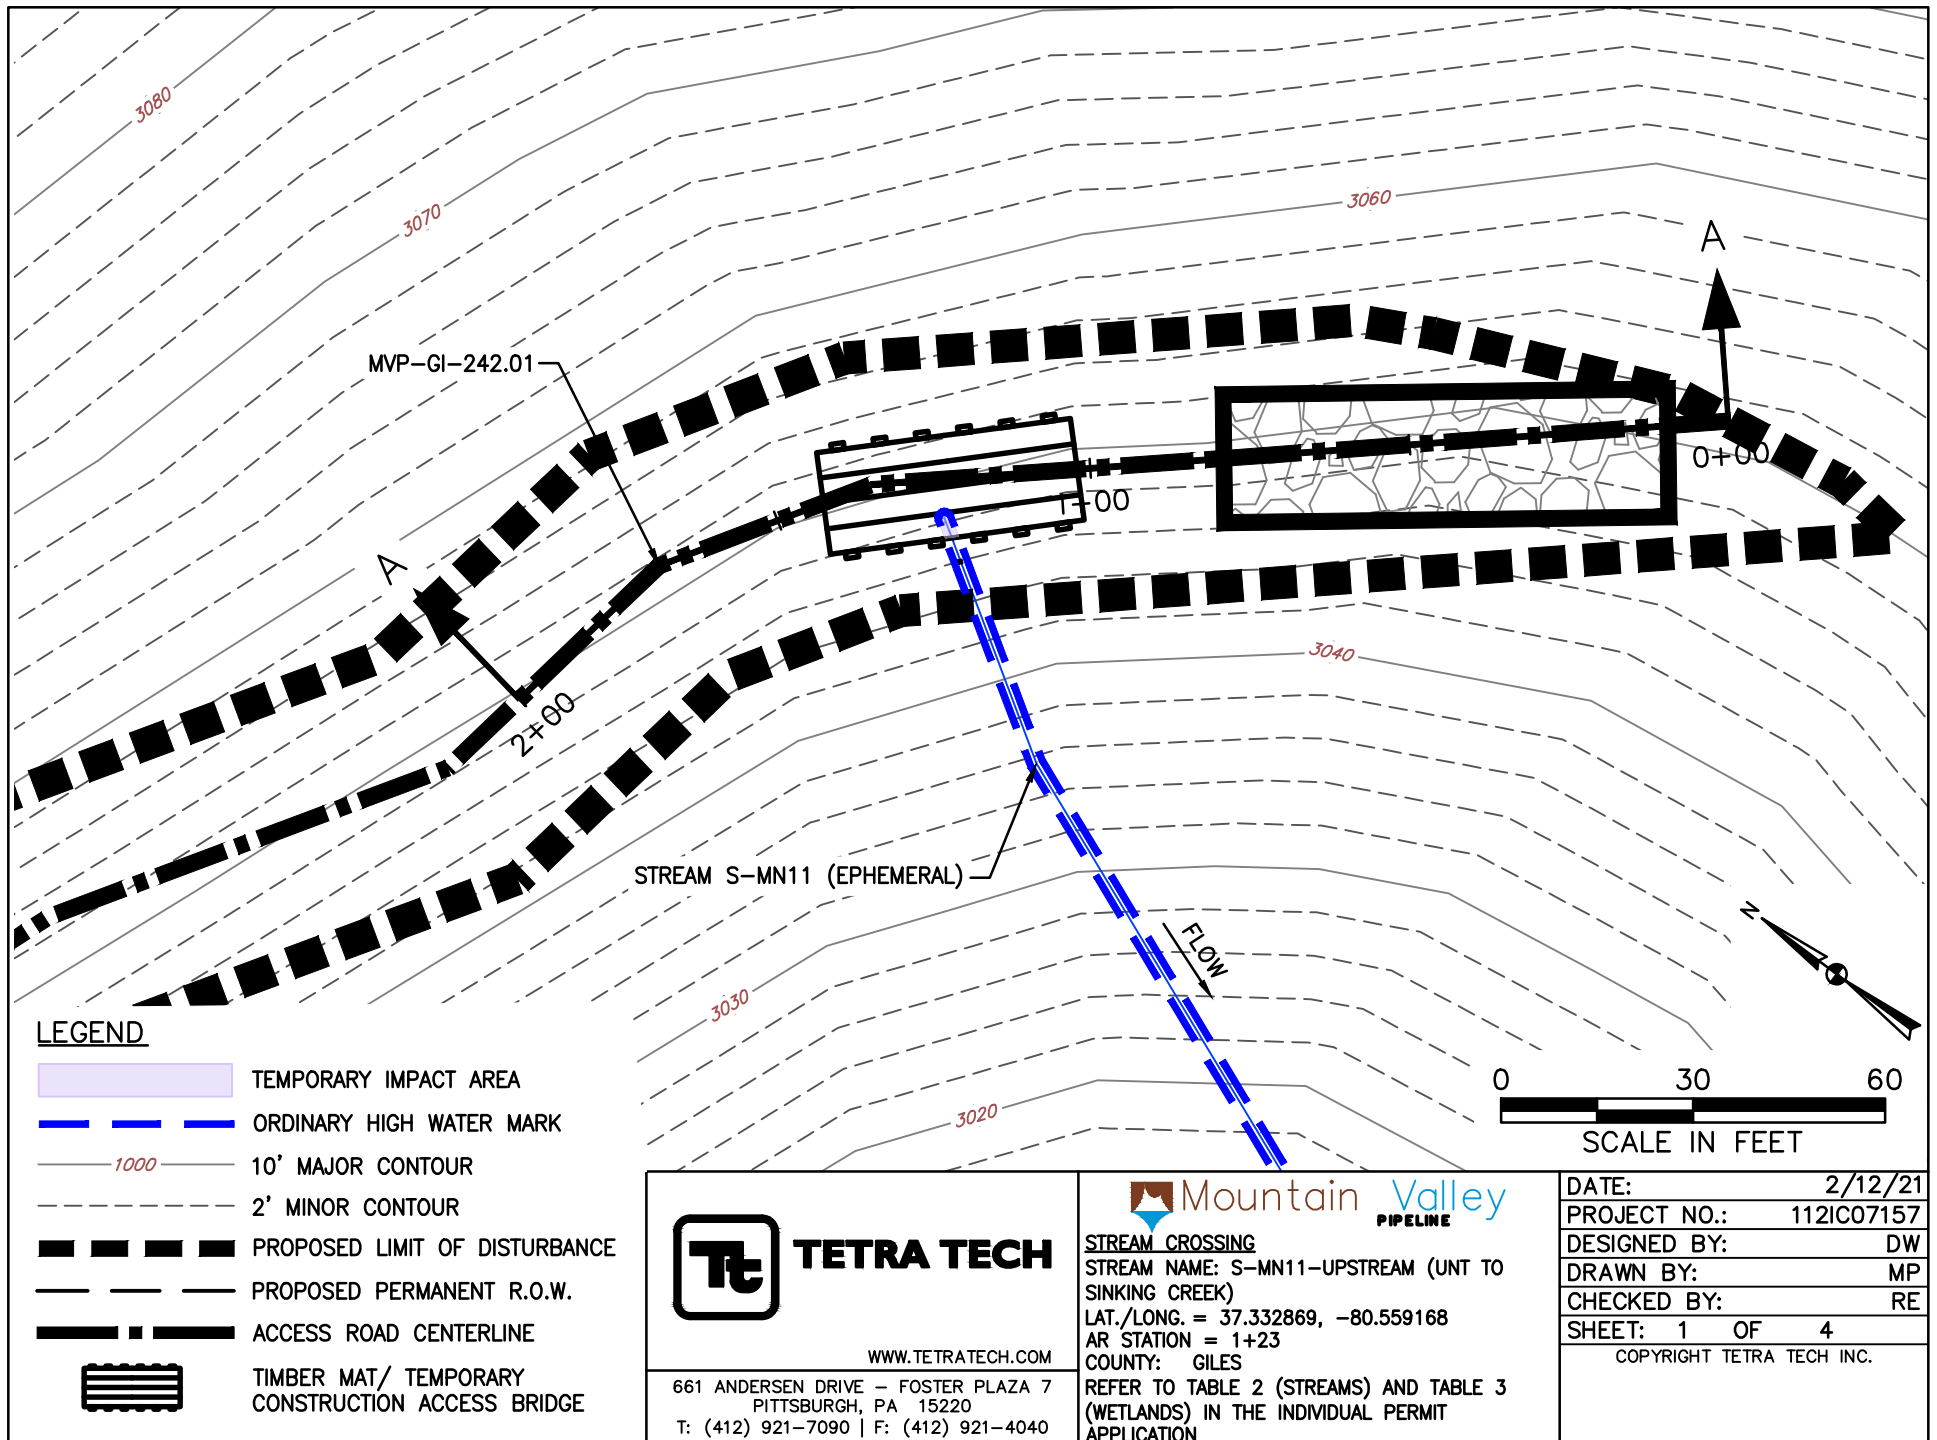 3080
3070
3060
A
MVP-GI-242.01
0+00
1+00
A
2+00
3040
STREAM S-MN11 (EPHEMERAL)
FLOW
N
3030
3020
LEGEND
TEMPORARY IMPACT AREA
ORDINARY HIGH WATER MARK
1000
10' MAJOR CONTOUR
2' MINOR CONTOUR
PROPOSED LIMIT OF DISTURBANCE
PROPOSED PERMANENT R.O.W.
ACCESS ROAD CENTERLINE
TIMBER MAT/ TEMPORARY
CONSTRUCTION ACCESS BRIDGE
0 30 60
SCALE IN FEET
Tt TETRA TECH
WWW.TETRATECH.COM
661 ANDERSEN DRIVE – FOSTER PLAZA 7
PITTSBURGH, PA 15220
T: (412) 921-7090 | F: (412) 921-4040
Mountain Valley
PIPELINE
STREAM CROSSING
STREAM NAME: S-MN11-UPSTREAM (UNT TO
SINKING CREEK)
LAT./LONG. = 37.332869, -80.559168
AR STATION = 1+23
COUNTY: GILES
REFER TO TABLE 2 (STREAMS) AND TABLE 3
(WETLANDS) IN THE INDIVIDUAL PERMIT
APPLICATION
DATE: 2/12/21
PROJECT NO.: 112IC07157
DESIGNED BY: DW
DRAWN BY: MP
CHECKED BY: RE
SHEET: 1 OF 4
COPYRIGHT TETRA TECH INC.